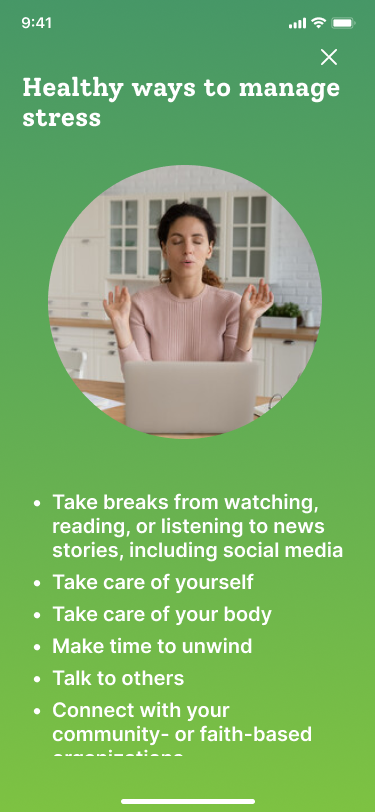 9:41
Healthy ways to manage
stress
• Take breaks from watching,
reading, or listening to news
stories, including social media
• Take care of yourself
• Take care of your body
• Make time to unwind
• Talk to others
• Connect with your
community- or faith-based
organizations